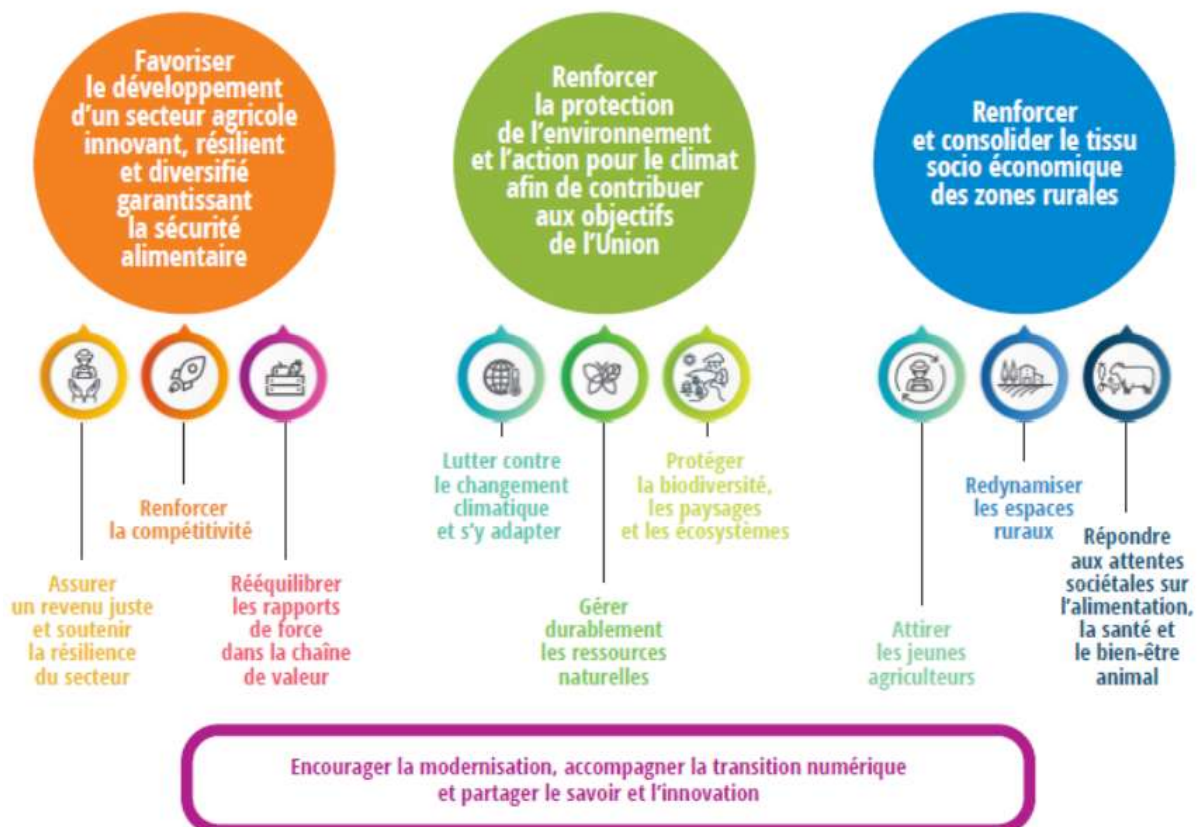 Favoriser
le développement
d'un secteur agricole
innovant, résilient
et diversifié
garantissant
la sécurité
alimentaire
Renforcer
la protection
de l'environnement
et l'action pour le climat
afin de contribuer
aux objectifs
de l'Union
Renforcer
et consolider le tissu
socio économique
des zones rurales
Assurer
un revenu juste
et soutenir
la résilience
du secteur
Renforcer
la compétitivité
Rééquilibrer
les rapports
de force
dans la chaîne
de valeur
Lutter contre
le changement
climatique
et s'y adapter
Gérer
durablement
les ressources
naturelles
Protéger
la biodiversité,
les paysages
et les écosystèmes
Attirer
les jeunes
agriculteurs
Redynamiser
les espaces
ruraux
Répondre
aux attentes
sociétales sur
l'alimentation,
la santé et
le bien-être
animal
Encourager la modernisation, accompagner la transition numérique
et partager le savoir et l'innovation